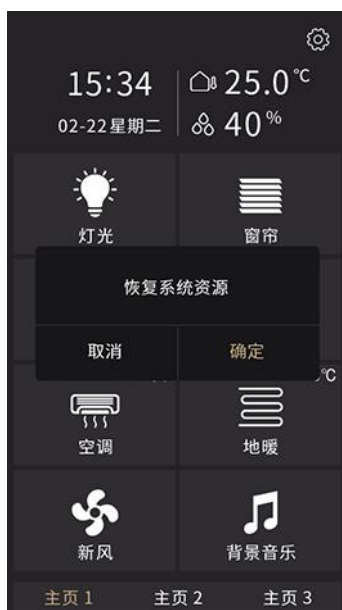 15:34
25.0℃
02-22星期二
40%
灯光
窗帘
恢复系统资源
取消
确定
℃
空调
地暖
新风
背景音乐
主页1
主页2
主页3